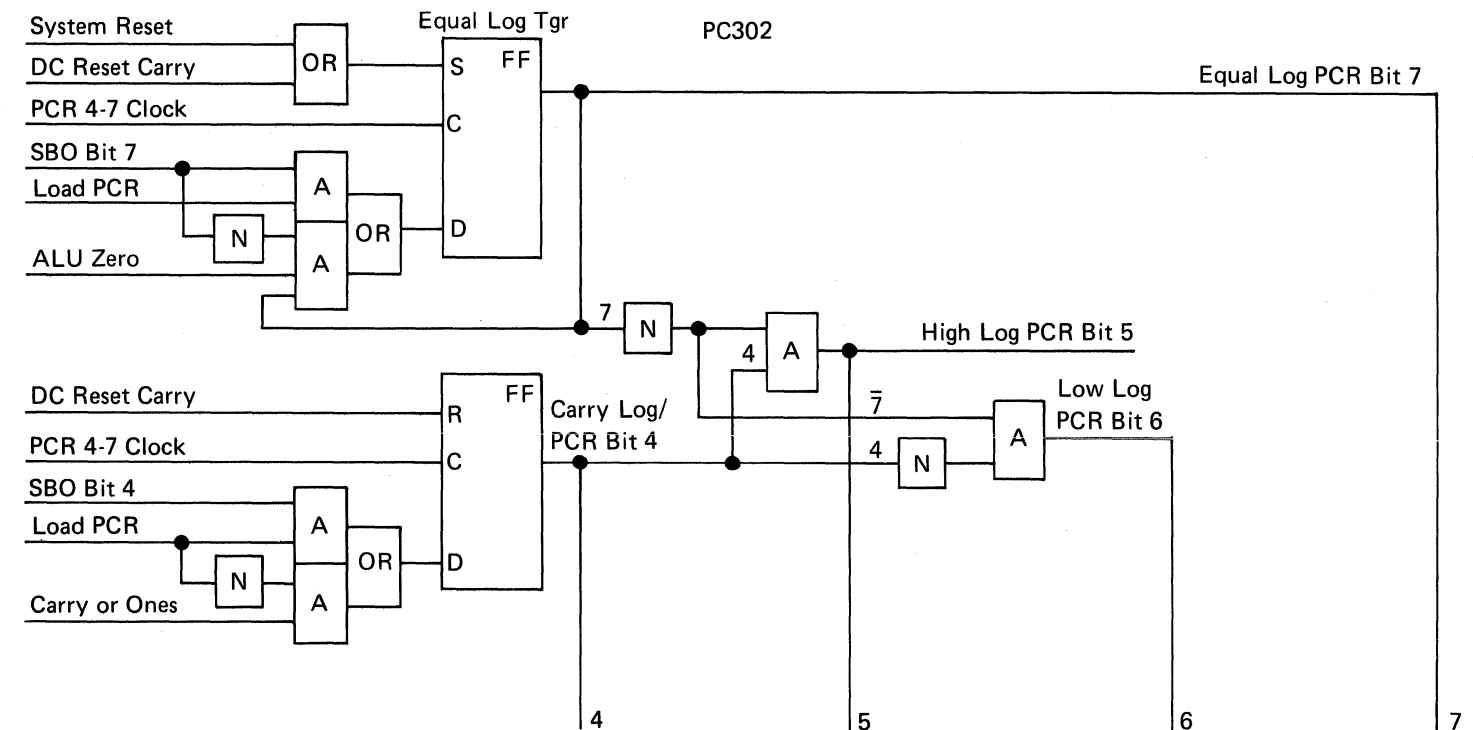 System Reset
DC Reset Carry
PCR 4-7 Clock
SBO Bit 7
Load PCR
ALU Zero
OR
A
A
N
OR
Equal Log Tgr
S
FF
C
D
PC302
Equal Log PCR Bit 7
7
N
4
A
High Log PCR Bit 5
7̅
4
N
A
Low Log
PCR Bit 6
DC Reset Carry
PCR 4-7 Clock
SBO Bit 4
Load PCR
Carry or Ones
A
N
A
OR
R
FF
C
D
Carry Log/
PCR Bit 4
4
5
6
7